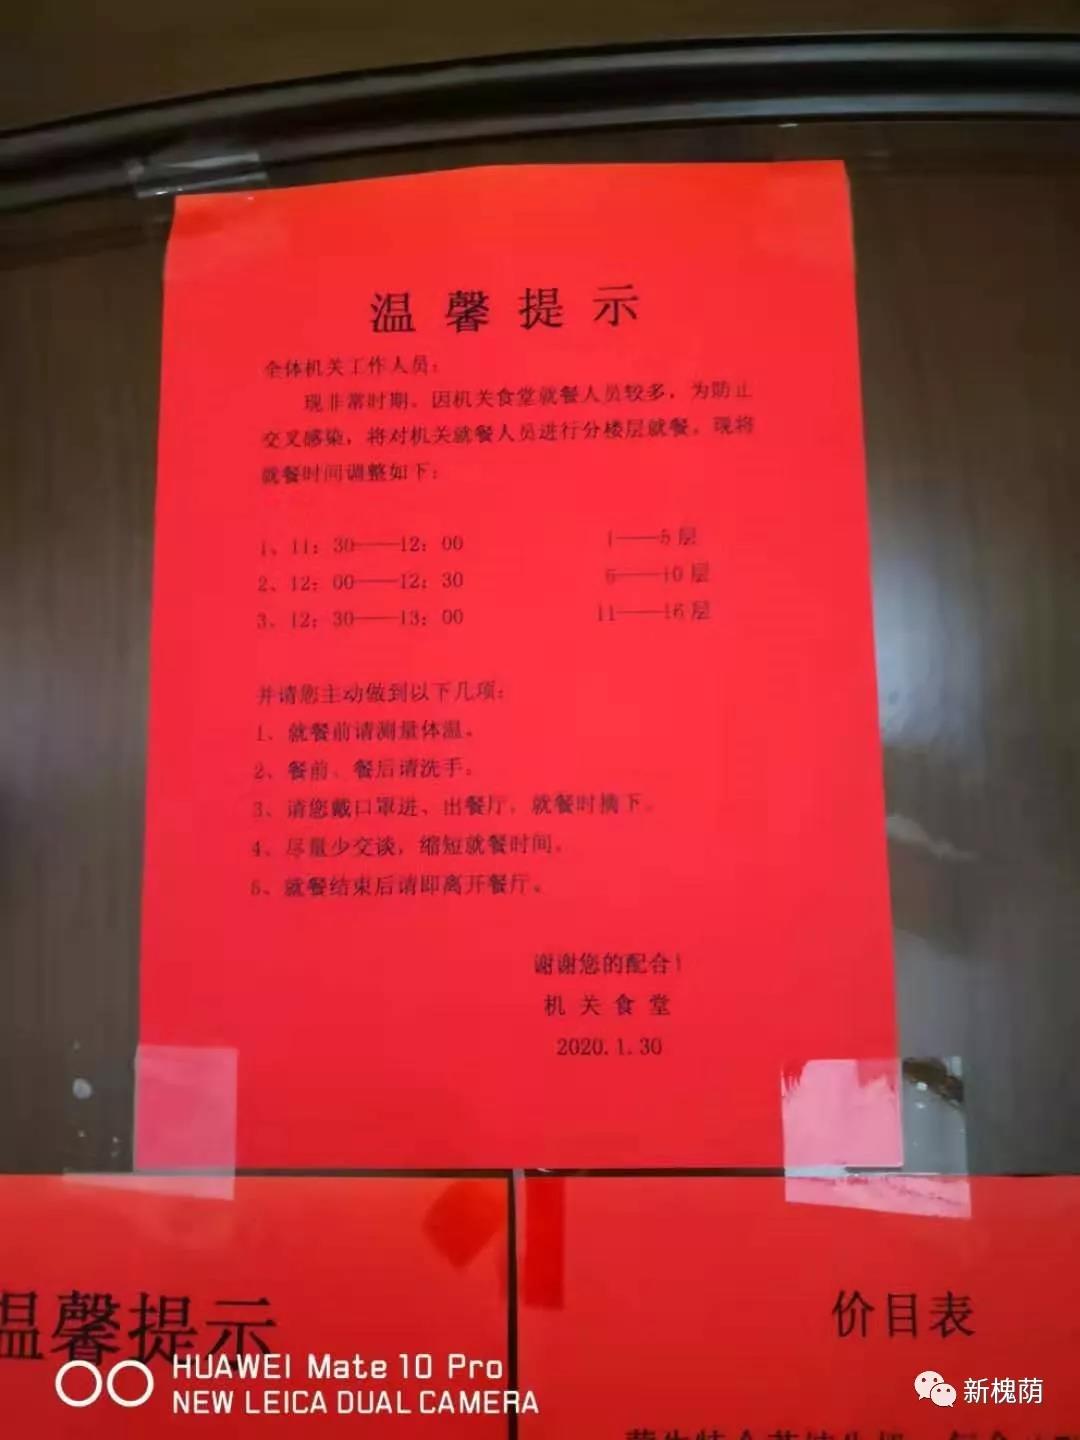 温馨提示
全体机关工作人员：
现非常时期，因机关食堂就餐人员较多，为防止
交叉感染，将对机关就餐人员进行分楼层就餐，现将
就餐时间调整如下：
1、11：30——12：00 1——5层
2、12：00——12：30 6——10层
3、12：30——13：00 11——16层
并请您主动做到以下几项：
1、就餐前请测量体温。
2、餐前、餐后请洗手。
3、请您戴口罩进、出餐厅，就餐时摘下。
4、尽量少交谈，缩短就餐时间。
5、就餐结束后请即离开餐厅。
谢谢您的配合！
机关食堂
2020.1.30
温馨提示
价目表
HUAWEI Mate 10 Pro
NEW LEICA DUAL CAMERA
新槐荫